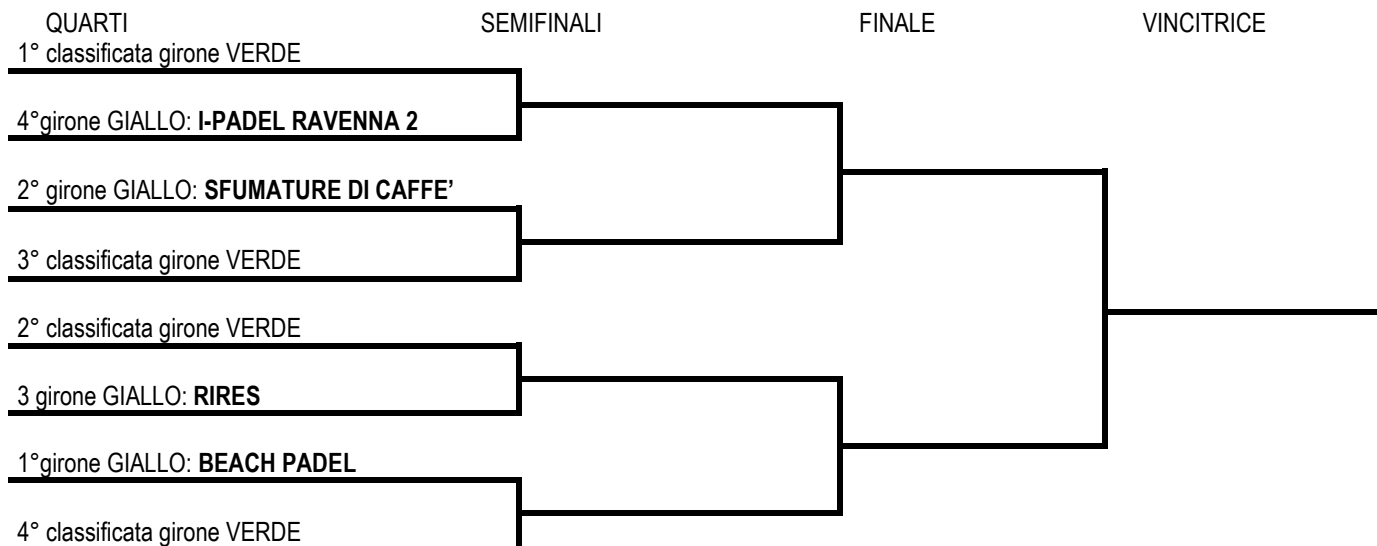 QUARTI SEMIFINALI FINALE VINCITRICE
1° classificata girone VERDE
4°girone GIALLO: I-PADEL RAVENNA 2
2° girone GIALLO: SFUMATURE DI CAFFE’
3° classificata girone VERDE
2° classificata girone VERDE
3 girone GIALLO: RIRES
1°girone GIALLO: BEACH PADEL
4° classificata girone VERDE